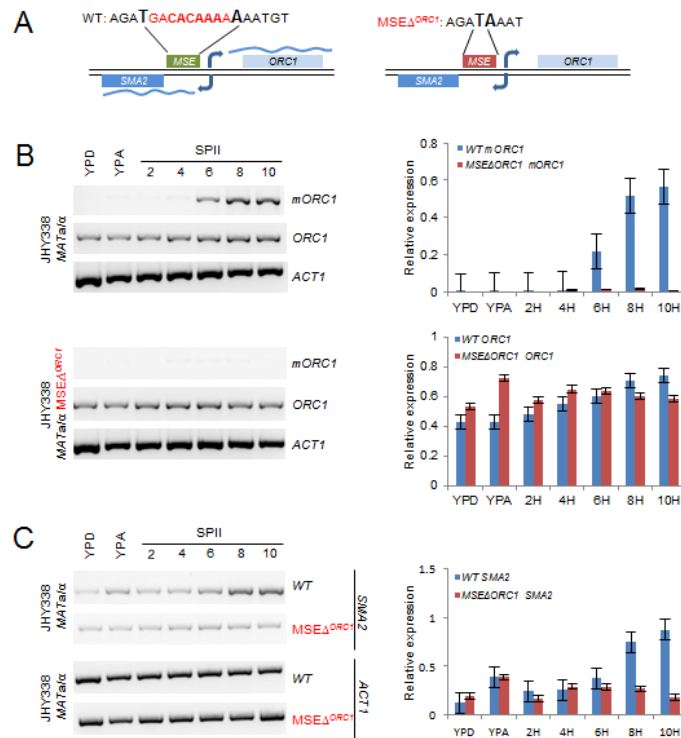 A
WT: AGATGACACAAAAAAATGT
MSEΔORC1: AGATAAAT
MSE
ORC1
SMA2
MSE
ORC1
SMA2
B
YPD YPA SPII
2 4 6 8 10
JHY338 MATa/α
mORC1
ORC1
ACT1
JHY338 MATa/α MSEΔORC1
mORC1
ORC1
ACT1
Relative expression
0.8
0.6
0.4
0.2
0
WT mORC1
MSEΔORC1 mORC1
YPD YPA 2H 4H 6H 8H 10H
Relative expression
1
0.8
0.6
0.4
0.2
0
WT ORC1
MSEΔORC1 ORC1
YPD YPA 2H 4H 6H 8H 10H
C
YPD YPA SPII
2 4 6 8 10
JHY338 MATa/α
WT
MSEΔORC1
SMA2
JHY338 MATa/α
WT
MSEΔORC1
ACT1
Relative expression
1.5
1
0.5
0
WT SMA2
MSEΔORC1 SMA2
YPD YPA 2H 4H 6H 8H 10H